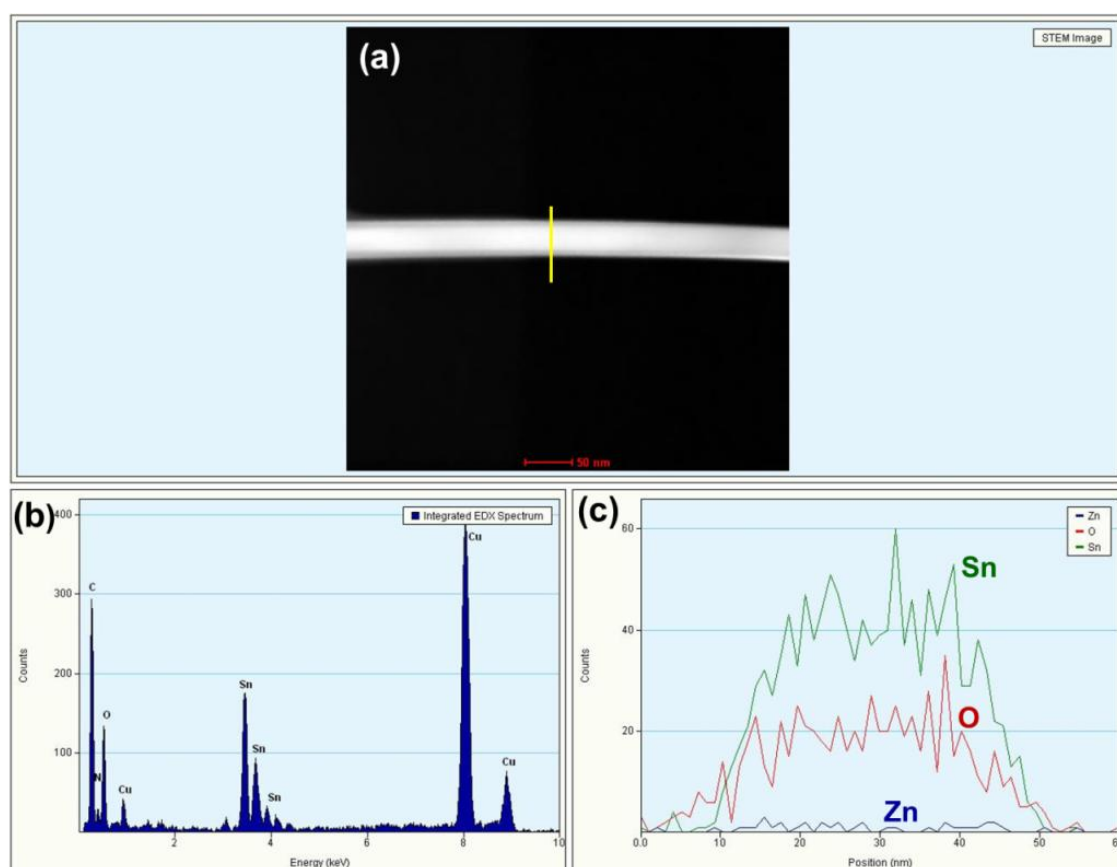 (a)
STEM Image
50 nm
(b)
Integrated EDX Spectrum
400
300
200
100
Counts
C
N
O
Cu
Sn
Sn
Sn
Cu
Cu
2
4
6
8
10
Energy (keV)
(c)
Zn
O
Sn
60
40
20
Counts
Sn
O
Zn
0.0
10
20
30
40
50
Position (nm)